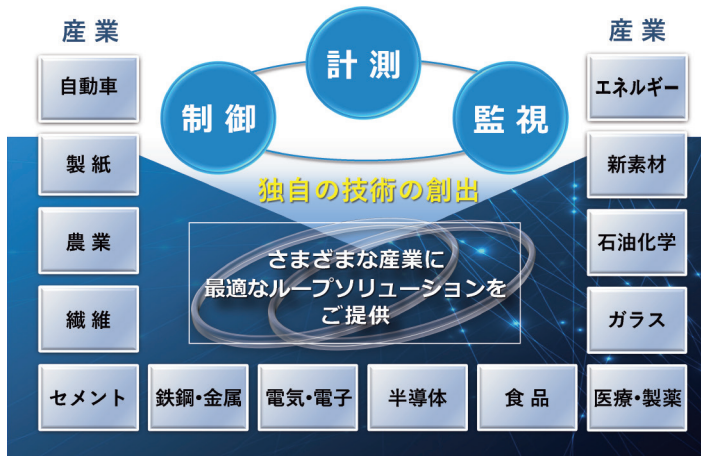 産業
産業
計測
制御
監視
自動車
エネルギー
製紙
新素材
独自の技術の創出
農業
石油化学
さまざまな産業に
最適なループソリューションを
ご提供
繊維
ガラス
セメント
鉄鋼・金属
電気・電子
半導体
食品
医療・製薬